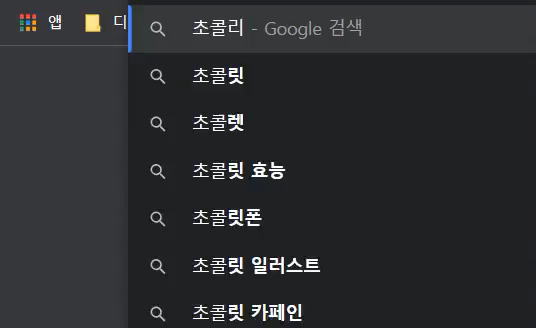 앱 디
초콜리 - Google 검색
초콜릿
초콜렛
초콜릿 효능
초콜릿폰
초콜릿 일러스트
초콜릿 카페인